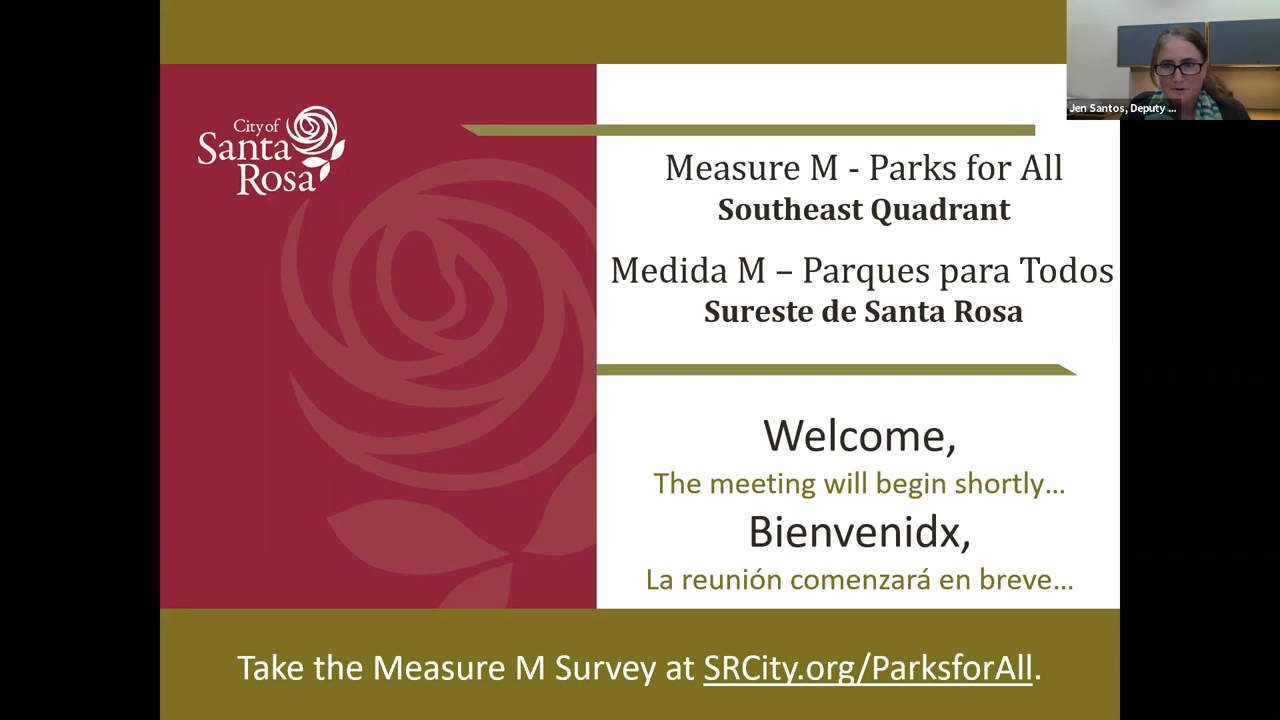 City of
Santa
Rosa
Measure M - Parks for All
Southeast Quadrant
Medida M – Parques para Todos
Sureste de Santa Rosa
Welcome,
The meeting will begin shortly…
Bienvenidx,
La reunión comenzará en breve…
Take the Measure M Survey at SRCity.org/ParksforAll.
Jen Santos, Deputy ...